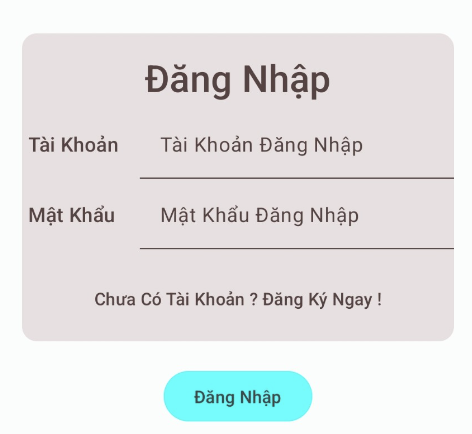 Đăng Nhập
Tài Khoản Tài Khoản Đăng Nhập
Mật Khẩu Mật Khẩu Đăng Nhập
Chưa Có Tài Khoản ? Đăng Ký Ngay !
Đăng Nhập